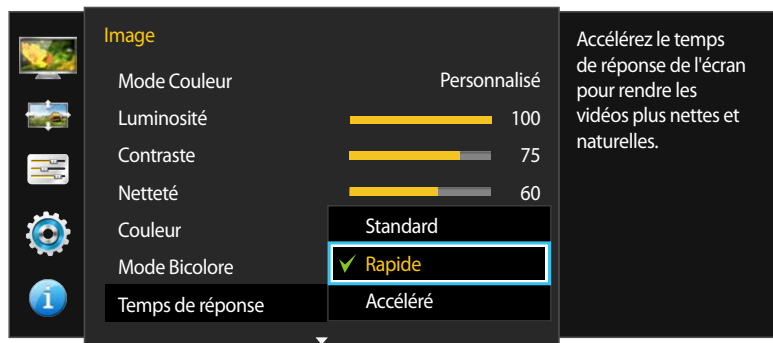 Image
Mode Couleur Personnalisé
Luminosité 100
Contraste 75
Netteté 60
Couleur
Mode Bicolore
Temps de réponse
Standard
Rapide
Accéléré
Accélérez le temps
de réponse de l'écran
pour rendre les
vidéos plus nettes et
naturelles.
i